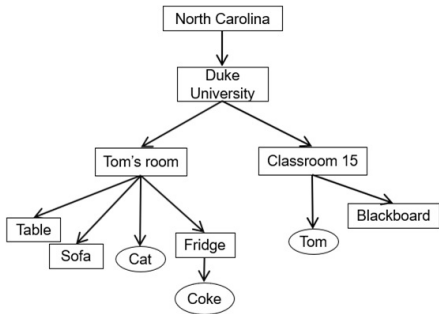 North Carolina
Duke
University
Tom's room
Classroom 15
Table
Sofa
Cat
Fridge
Tom
Blackboard
Coke